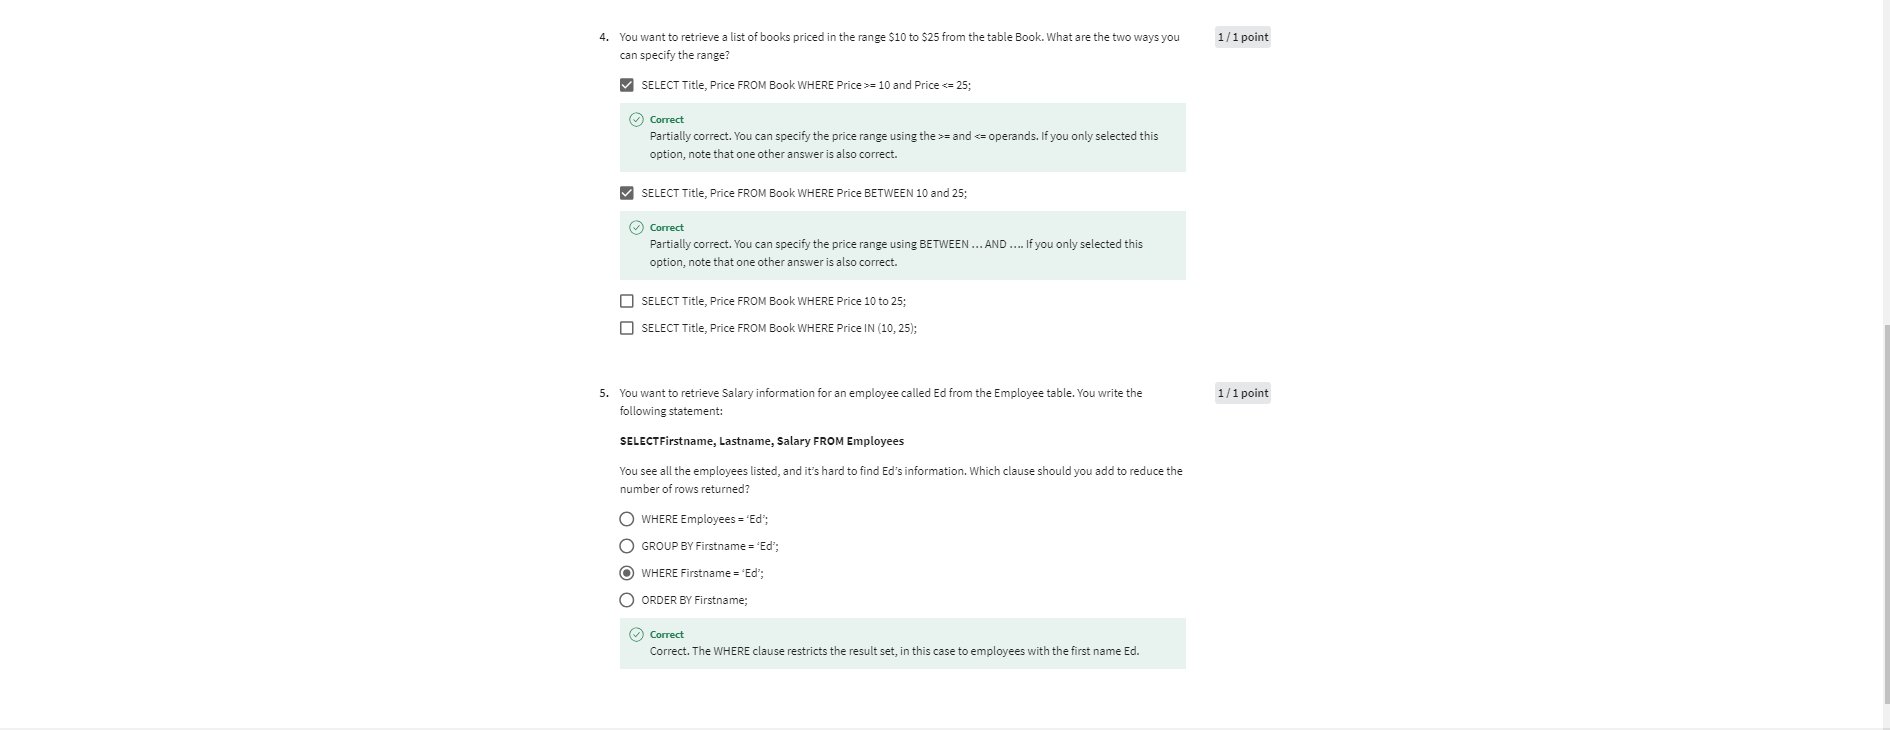 4. You want to retrieve a list of books priced in the range $10 to $25 from the table Book. What are the two ways you
1 / 1 point
can specify the range?
SELECT Title, Price FROM Book WHERE Price >= 10 and Price <= 25;
Correct
Partially correct. You can specify the price range using the >= and <= operands. If you only selected this
option, note that one other answer is also correct.
SELECT Title, Price FROM Book WHERE Price BETWEEN 10 and 25;
Correct
Partially correct. You can specify the price range using BETWEEN … AND …. If you only selected this
option, note that one other answer is also correct.
SELECT Title, Price FROM Book WHERE Price 10 to 25;
SELECT Title, Price FROM Book WHERE Price IN (10, 25);
5. You want to retrieve Salary information for an employee called Ed from the Employee table. You write the
1 / 1 point
following statement:
SELECTFirstname, Lastname, Salary FROM Employees
You see all the employees listed, and it's hard to find Ed's information. Which clause should you add to reduce the
number of rows returned?
WHERE Employees = ‘Ed’;
GROUP BY Firstname = ‘Ed’;
WHERE Firstname = ‘Ed’;
ORDER BY Firstname;
Correct
Correct. The WHERE clause restricts the result set, in this case to employees with the first name Ed.